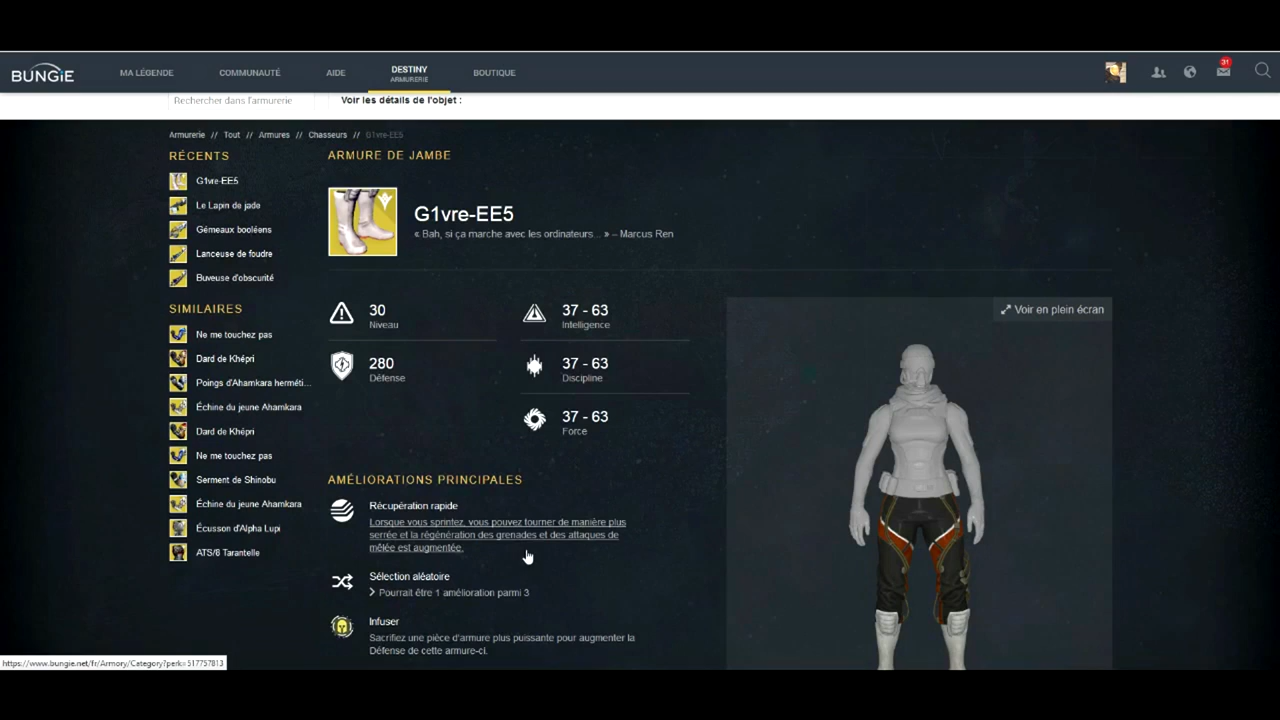 BUNGiE
MA LÉGENDE
COMMUNAUTÉ
AIDE
DESTINY
ARMURERIE
BOUTIQUE
31
Rechercher dans l'armurerie
Voir les détails de l'objet :
Armurerie // Tout // Armures // Chasseurs // G1vre-EE5
RÉCENTS
G1vre-EE5
Le Lapin de jade
Gémeaux booléens
Lanceuse de foudre
Buveuse d'obscurité
SIMILAIRES
Ne me touchez pas
Dard de Khépri
Poings d'Ahamkara herméti...
Échine du jeune Ahamkara
Dard de Khépri
Ne me touchez pas
Serment de Shinobu
Échine du jeune Ahamkara
Écusson d'Alpha Lupi
ATS/8 Tarantelle
ARMURE DE JAMBE
G1vre-EE5
« Bah, si ça marche avec les ordinateurs... » – Marcus Ren
30
Niveau
280
Défense
37 - 63
Intelligence
37 - 63
Discipline
37 - 63
Force
Voir en plein écran
AMÉLIORATIONS PRINCIPALES
Récupération rapide
Lorsque vous sprintez, vous pouvez tourner de manière plus
serrée et la régénération des grenades et des attaques de
mêlée est augmentée.
Sélection aléatoire
Pourrait être 1 amélioration parmi 3
Infuser
Sacrifiez une pièce d'armure plus puissante pour augmenter la
Défense de cette armure-ci.
https://www.bungie.net/fr/Armory/Category?perk=517757813